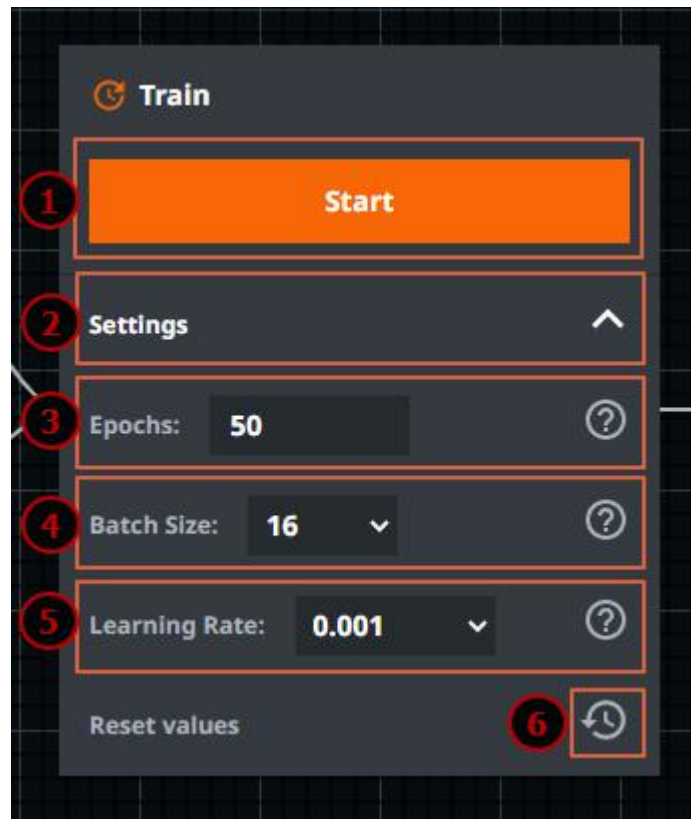 Train
1 Start
2 Settings
3 Epochs: 50
4 Batch Size: 16
5 Learning Rate: 0.001
Reset values 6